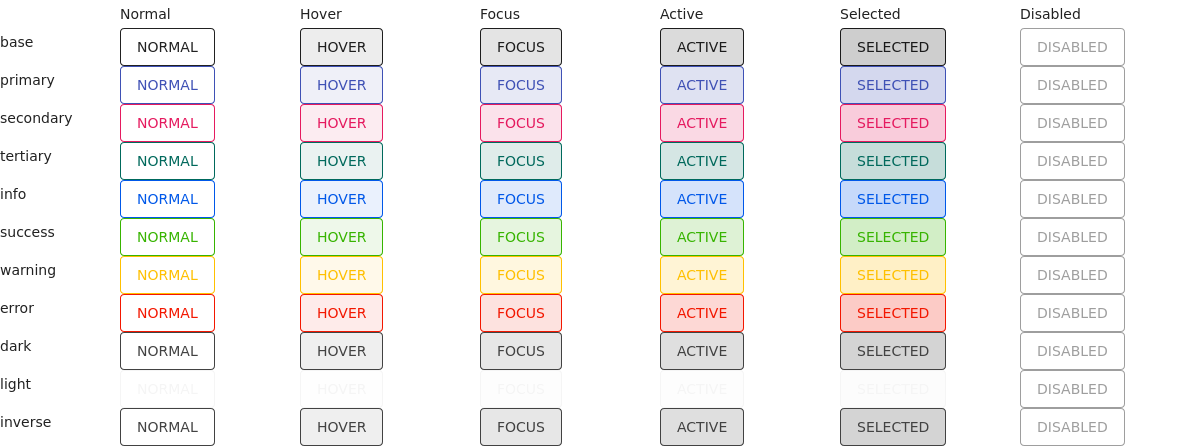 Normal Hover Focus Active Selected Disabled
base NORMAL HOVER FOCUS ACTIVE SELECTED DISABLED
primary NORMAL HOVER FOCUS ACTIVE SELECTED DISABLED
secondary NORMAL HOVER FOCUS ACTIVE SELECTED DISABLED
tertiary NORMAL HOVER FOCUS ACTIVE SELECTED DISABLED
info NORMAL HOVER FOCUS ACTIVE SELECTED DISABLED
success NORMAL HOVER FOCUS ACTIVE SELECTED DISABLED
warning NORMAL HOVER FOCUS ACTIVE SELECTED DISABLED
error NORMAL HOVER FOCUS ACTIVE SELECTED DISABLED
dark NORMAL HOVER FOCUS ACTIVE SELECTED DISABLED
light NORMAL HOVER FOCUS ACTIVE SELECTED DISABLED
inverse NORMAL HOVER FOCUS ACTIVE SELECTED DISABLED